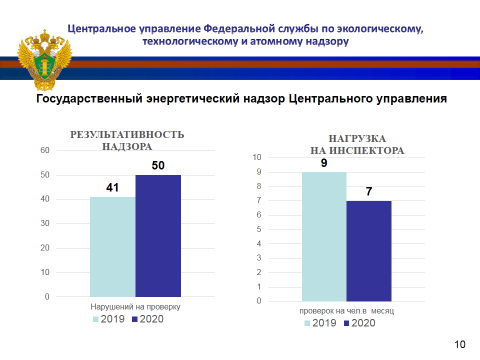 Центральное управление Федеральной службы по экологическому,
технологическому и атомному надзору
Государственный энергетический надзор Центрального управления
РЕЗУЛЬТАТИВНОСТЬ
НАДЗОРА
60
50
40
30
20
10
0
41
50
Нарушений на проверку
2019 2020
НАГРУЗКА
НА ИНСПЕКТОРА
10
9
8
7
6
5
4
3
2
1
0
9
7
проверок на чел.в месяц
2019 2020
10